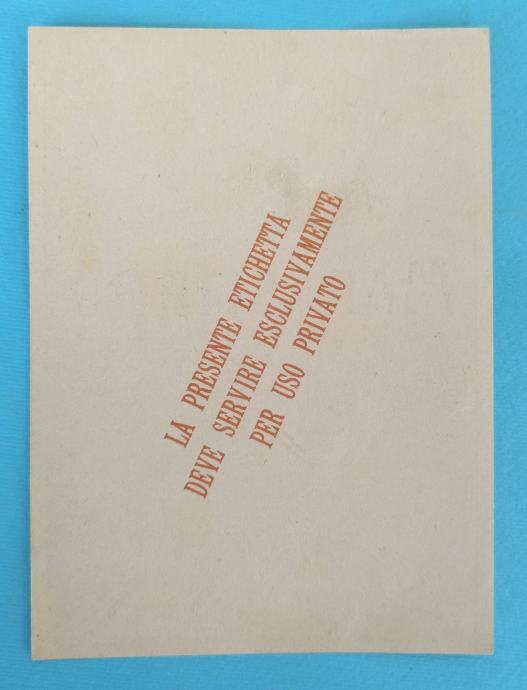 LA PRESENTE ETICHETTA
DEVE SERVIRE ESCLUSIVAMENTE
PER USO PRIVATO